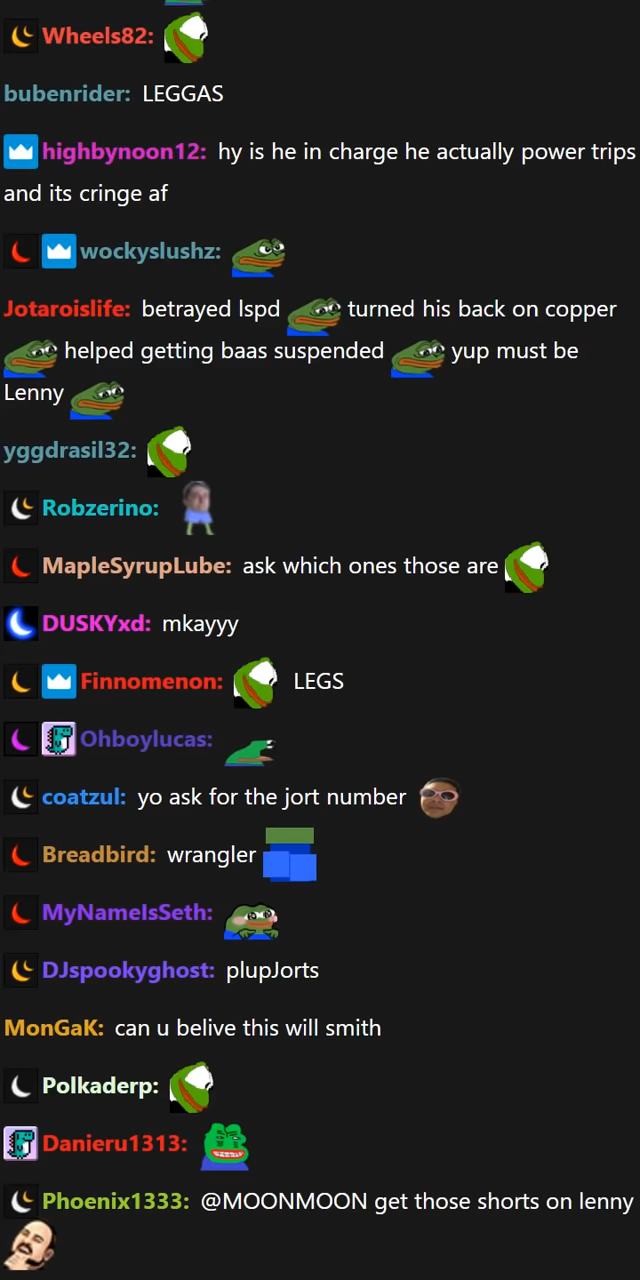 Wheels82:
bubenrider: LEGGAS
highbynoon12: hy is he in charge he actually power trips
and its cringe af
wockyslushz:
Jotaroislife: betrayed lspd turned his back on copper
helped getting baas suspended yup must be
Lenny
yggdrasil32:
Robzerino:
MapleSyrupLube: ask which ones those are
DUSKYxd: mkayyy
Finnomenon: LEGS
Ohboylucas:
coatzul: yo ask for the jort number
Breadbird: wrangler
MyNameIsSeth:
DJspookyghost: plupJorts
MonGaK: can u belive this will smith
Polkaderp:
Danieru1313:
Phoenix1333: @MOONMOON get those shorts on lenny